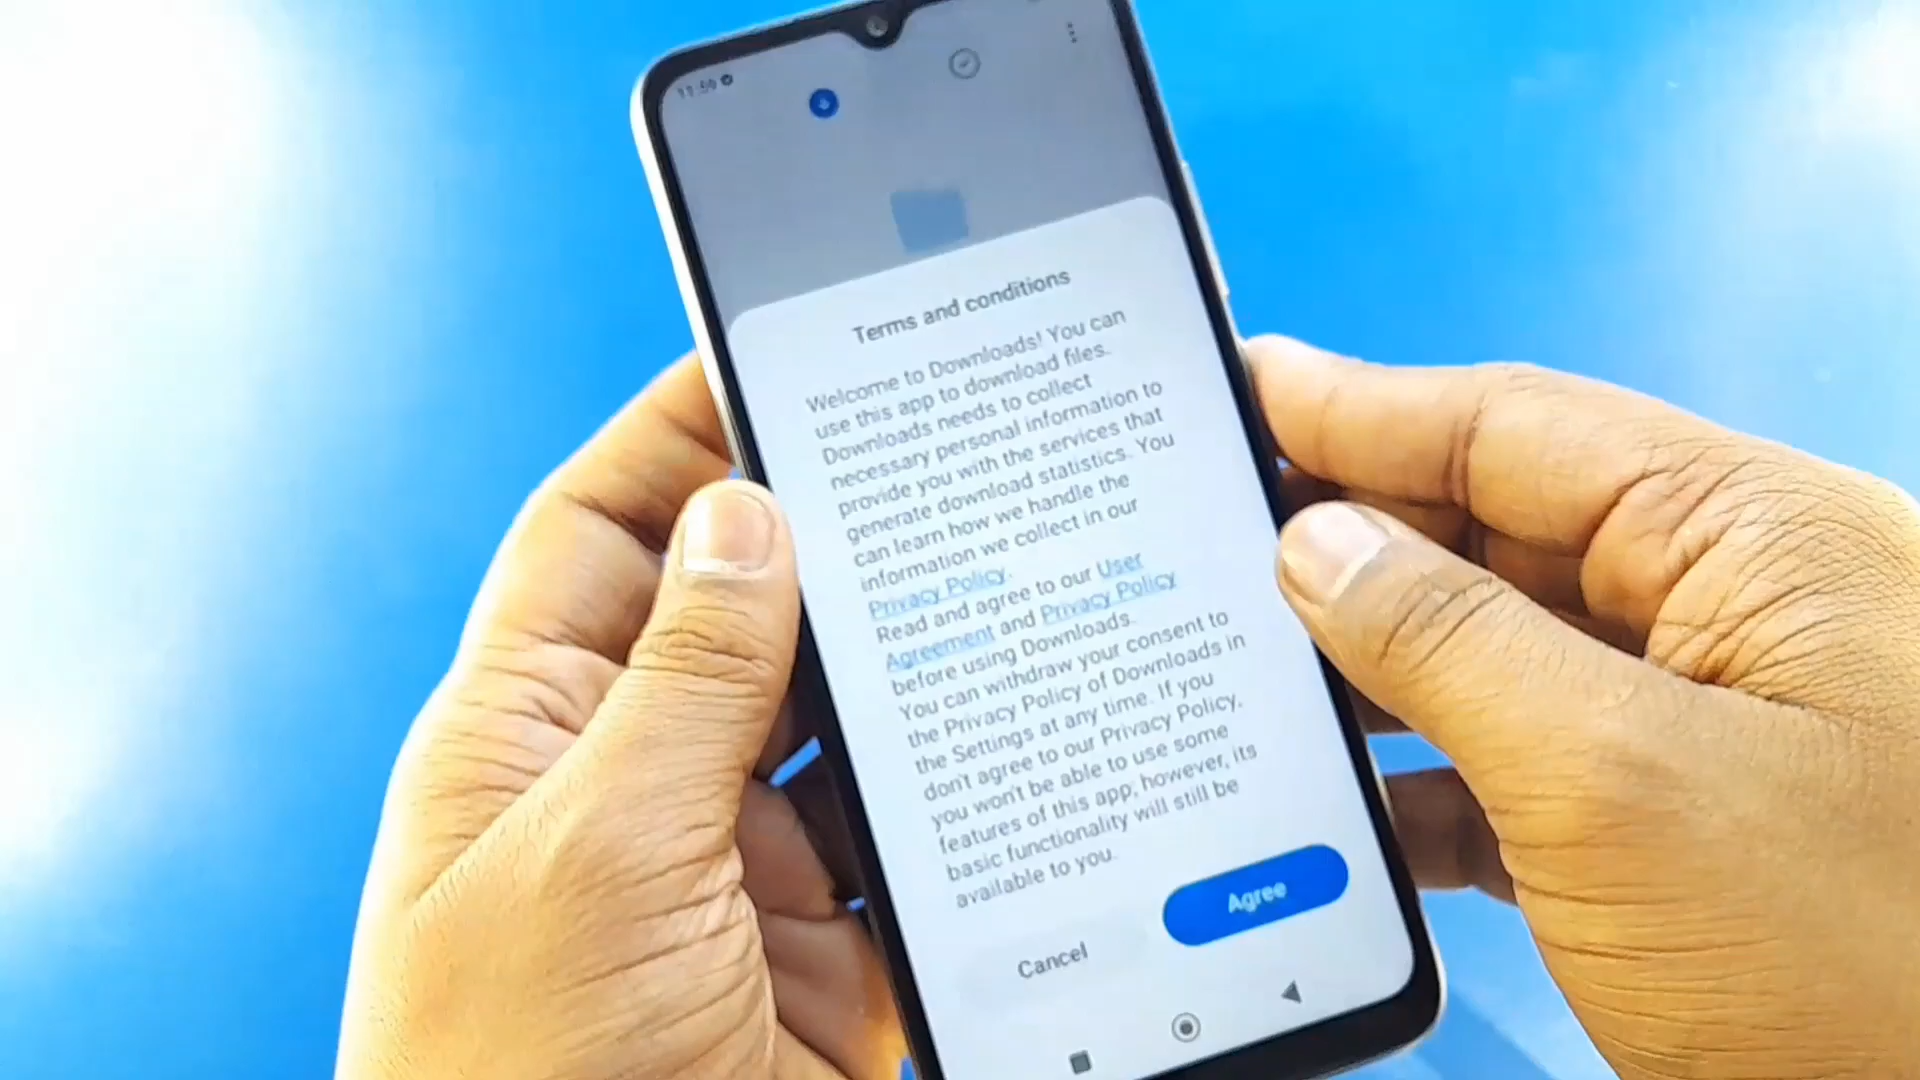 11:59
Terms and conditions
Welcome to Downloads! You can
use this app to download files.
Downloads needs to collect
necessary personal information to
provide you with the services that
generate download statistics. You
can learn how we handle the
information we collect in our
Privacy Policy.
Read and agree to our User
Agreement and Privacy Policy
before using Downloads.
You can withdraw your consent to
the Privacy Policy of Downloads in
the Settings at any time. If you
don't agree to our Privacy Policy,
you won't be able to use some
features of this app; however, its
basic functionality will still be
available to you.
Cancel
Agree